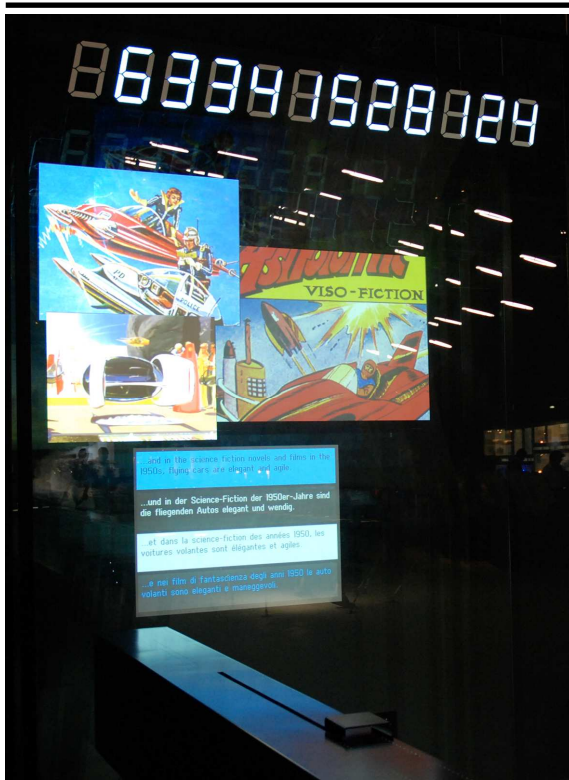 63341528124
PD
VISO-FICTION
...and in the science fiction novels and films in the
1950s, flying cars are elegant and agile.
...und in der Science-Fiction der 1950er-Jahre sind
die fliegenden Autos elegant und wendig.
...et dans la science-fiction des années 1950, les
voitures volantes sont élégantes et agiles.
...e nei film di fantascienza degli anni 1950 le auto
volanti sono eleganti e maneggevoli.